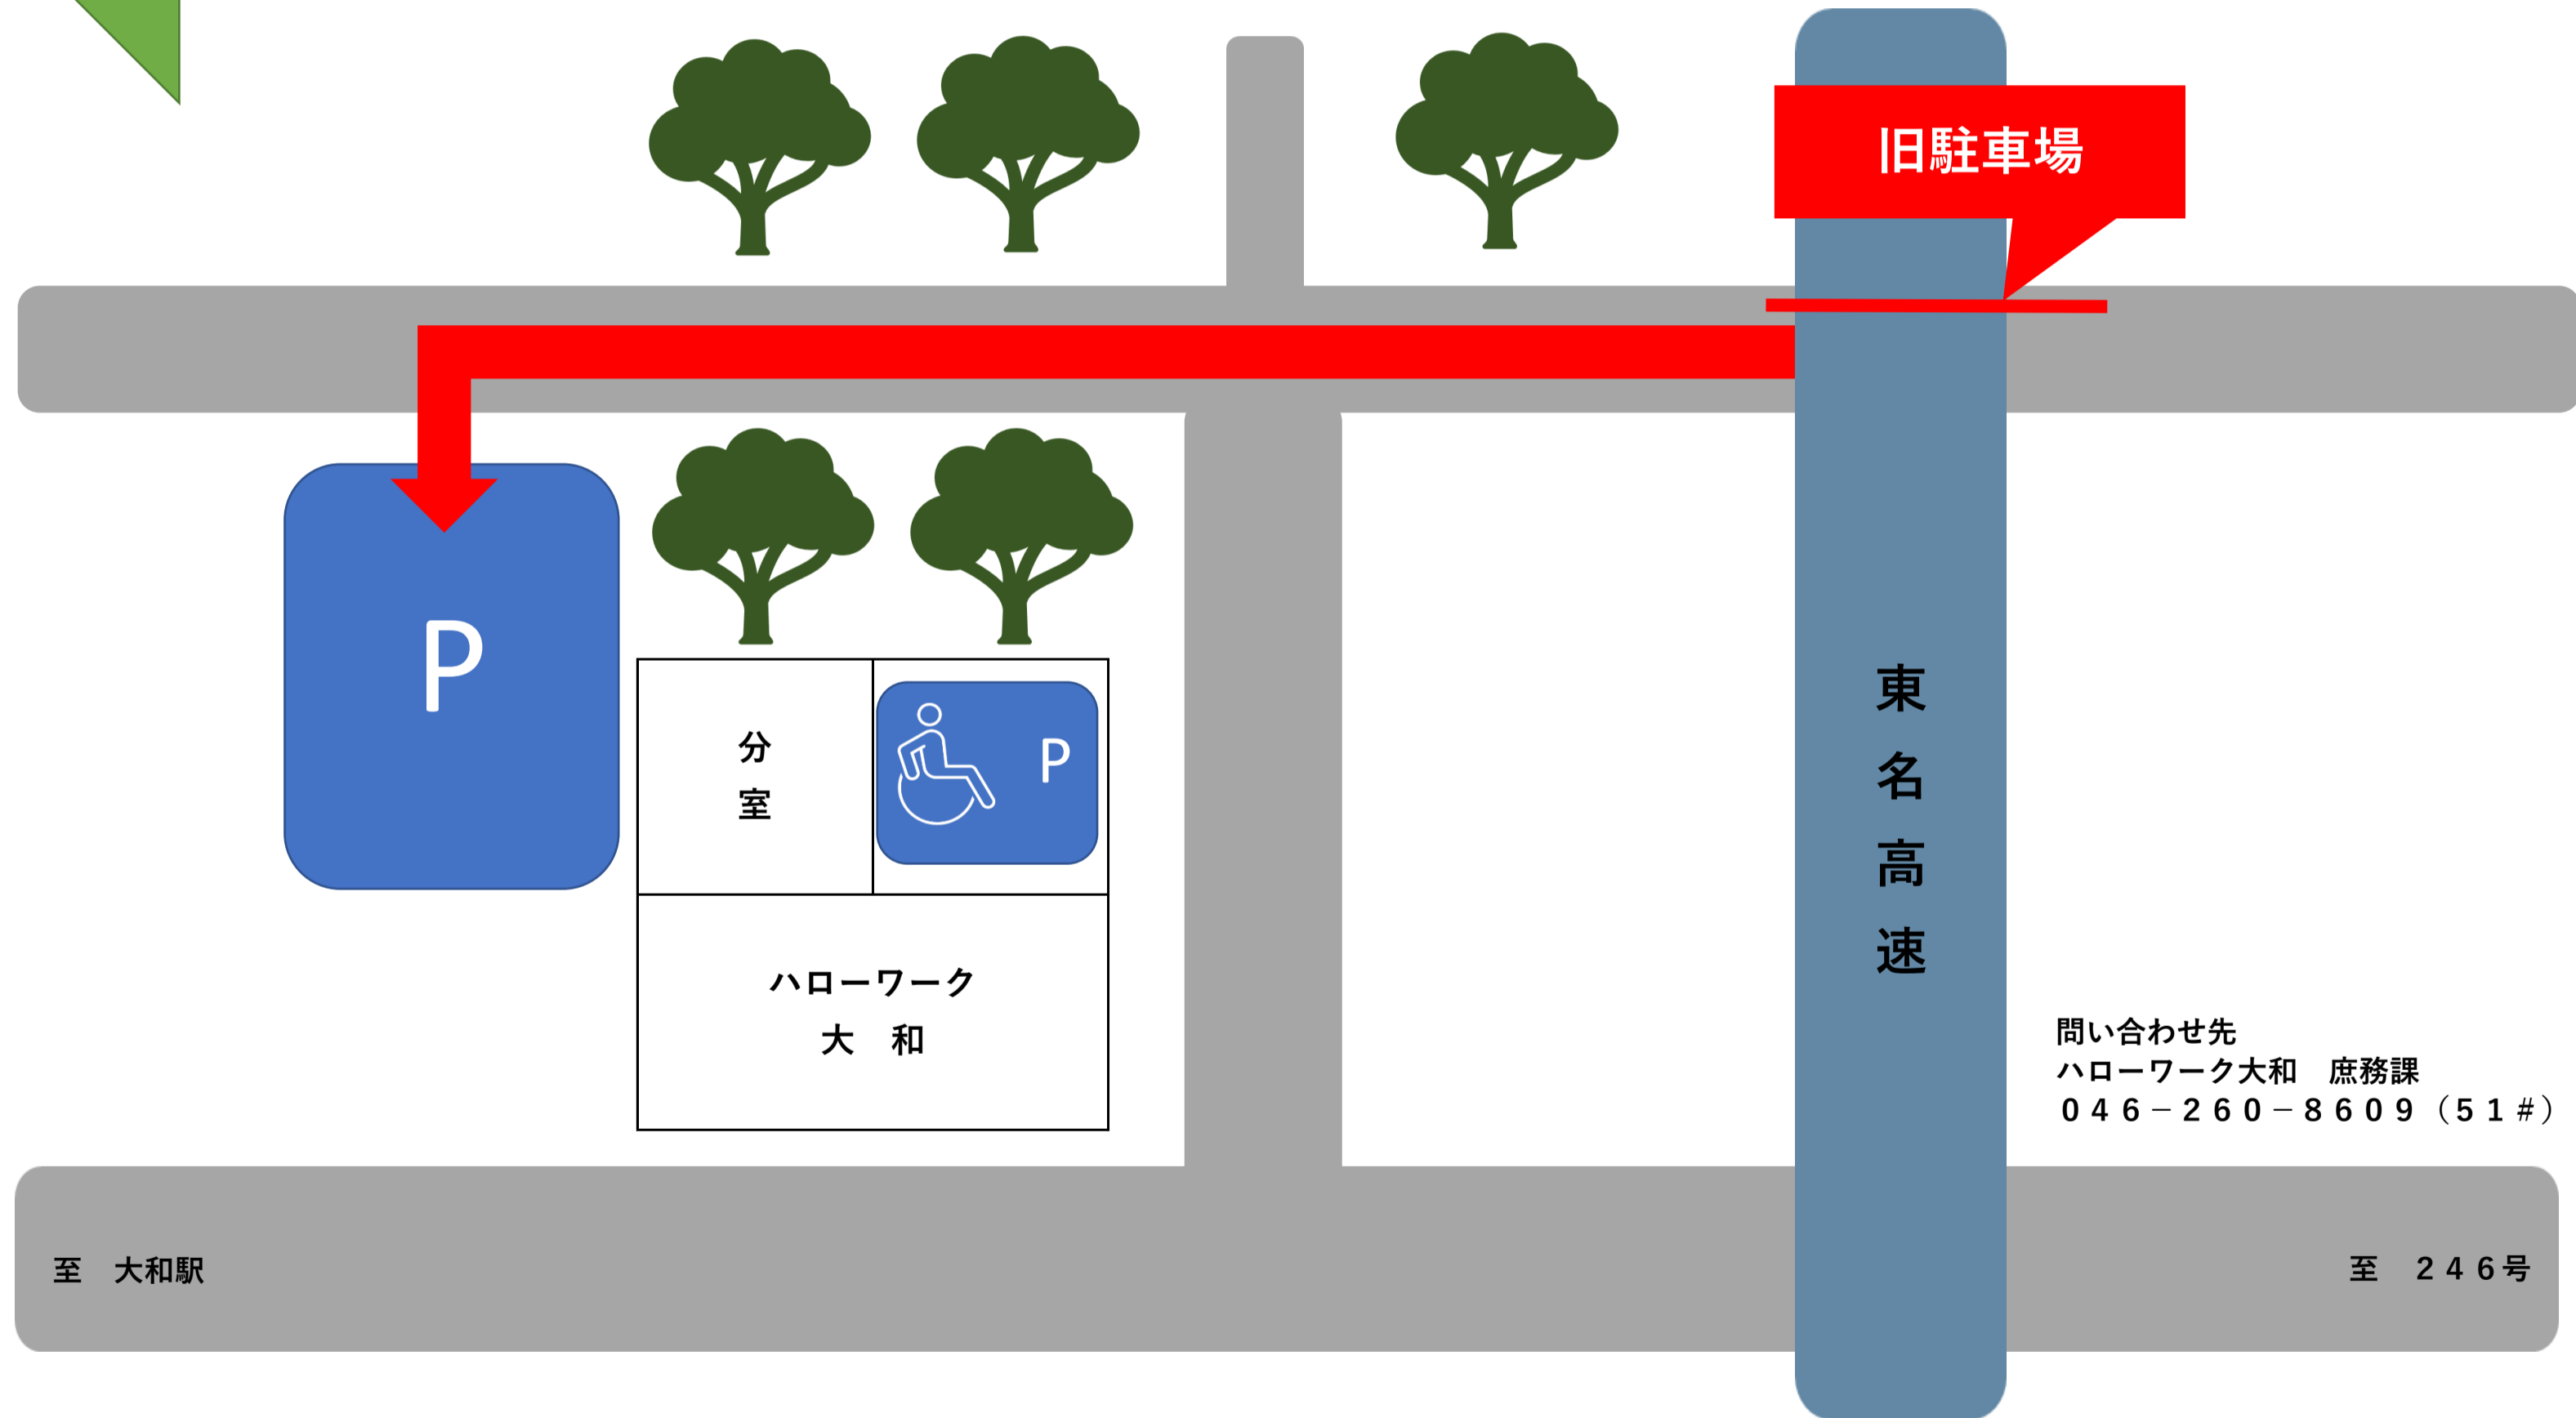 旧駐車場
P
分
室
P
東
名
高
速
ハローワーク
大　和
問い合わせ先
ハローワーク大和　庶務課
０４６－２６０－８６０９（５１＃）
至　大和駅
至　２４６号